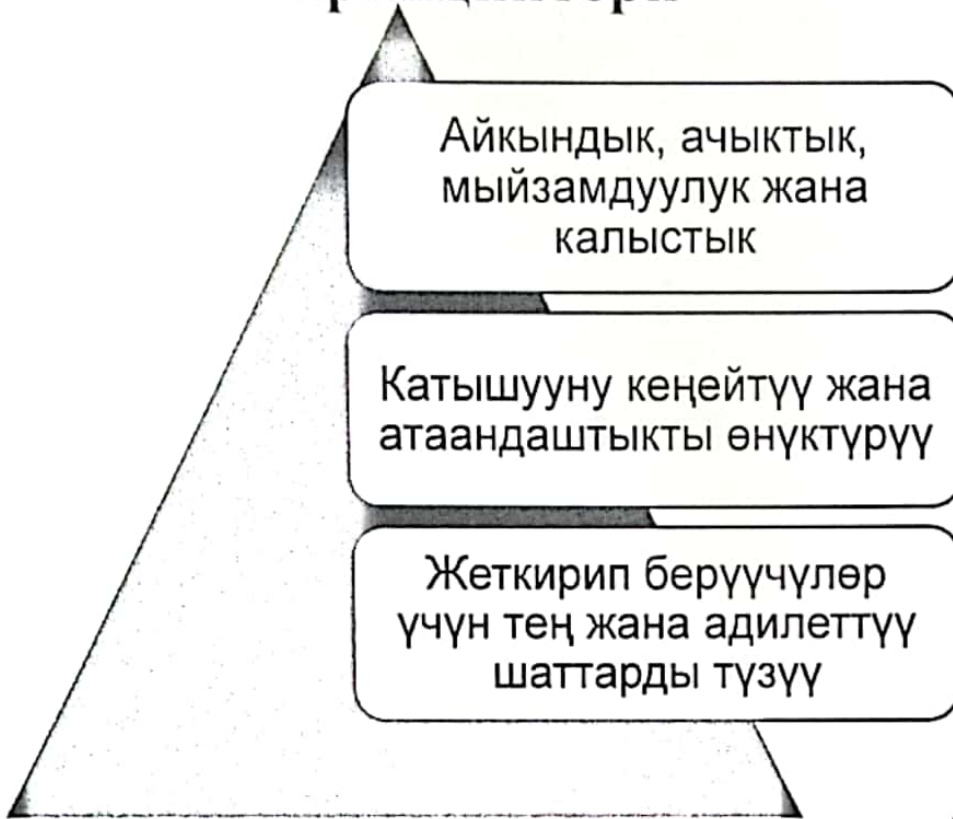 Айкындык, ачыктык,
мыйзамдуулук жана
калыстык
Катышууну кеңейтүү жана
атаандаштыкты өнүктүрүү
Жеткирип берүүчүлөр
үчүн тең жана адилеттүү
шаттарды түзүү